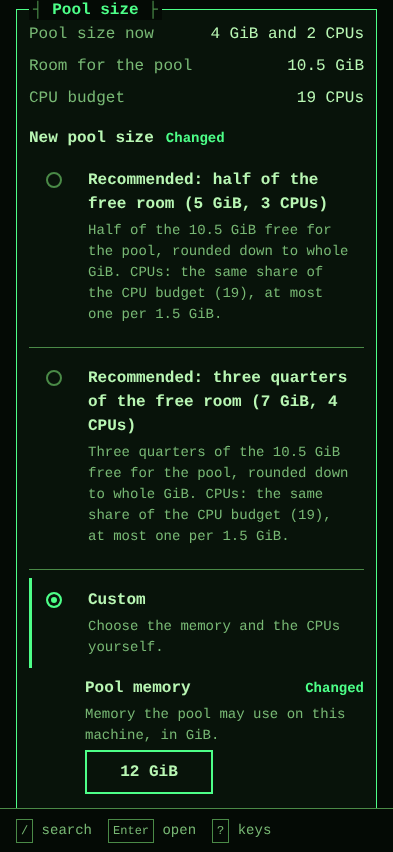 Pool size
Pool size now 4 GiB and 2 CPUs
Room for the pool 10.5 GiB
CPU budget 19 CPUs
New pool size Changed
Recommended: half of the
free room (5 GiB, 3 CPUs)
Half of the 10.5 GiB free for
the pool, rounded down to whole
GiB. CPUs: the same share of
the CPU budget (19), at most
one per 1.5 GiB.
Recommended: three quarters
of the free room (7 GiB, 4
CPUs)
Three quarters of the 10.5 GiB
free for the pool, rounded down
to whole GiB. CPUs: the same
share of the CPU budget (19),
at most one per 1.5 GiB.
Custom
Choose the memory and the CPUs
yourself.
Pool memory Changed
Memory the pool may use on this
machine, in GiB.
12 GiB
/ search Enter open ? keys